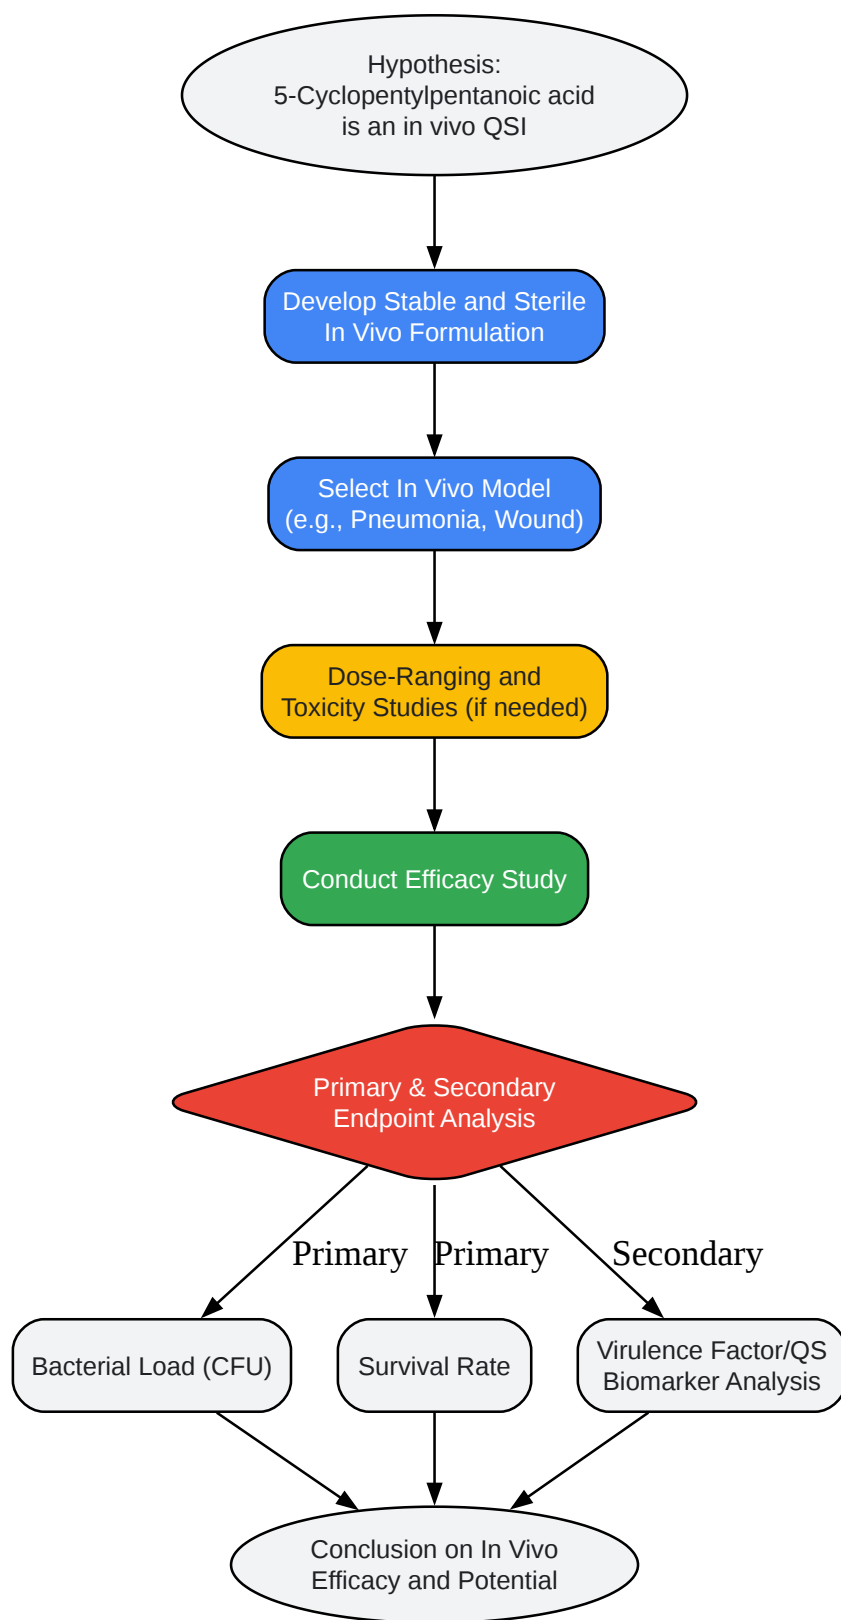 Hypothesis:
5-Cyclopentylpentanoic acid
is an in vivo QSI
Develop Stable and Sterile
In Vivo Formulation
Select In Vivo Model
(e.g., Pneumonia, Wound)
Dose-Ranging and
Toxicity Studies (if needed)
Conduct Efficacy Study
Primary & Secondary
Endpoint Analysis
Primary
Primary
Secondary
Bacterial Load (CFU)
Survival Rate
Virulence Factor/QS
Biomarker Analysis
Conclusion on In Vivo
Efficacy and Potential